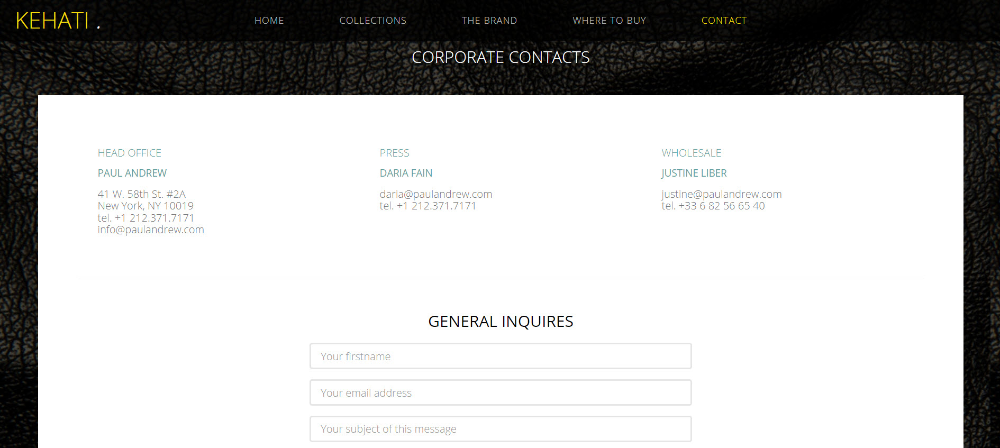 KEHATI .
HOME COLLECTIONS THE BRAND WHERE TO BUY CONTACT
CORPORATE CONTACTS
HEAD OFFICE
PAUL ANDREW
41 W. 58th St. #2A
New York, NY 10019
tel. +1 212.371.7171
info@paulandrew.com
PRESS
DARIA FAIN
daria@paulandrew.com
tel. +1 212.371.7171
WHOLESALE
JUSTINE LIBER
justine@paulandrew.com
tel. +33 6 82 56 65 40
GENERAL INQUIRES
Your firstname
Your email address
Your subject of this message